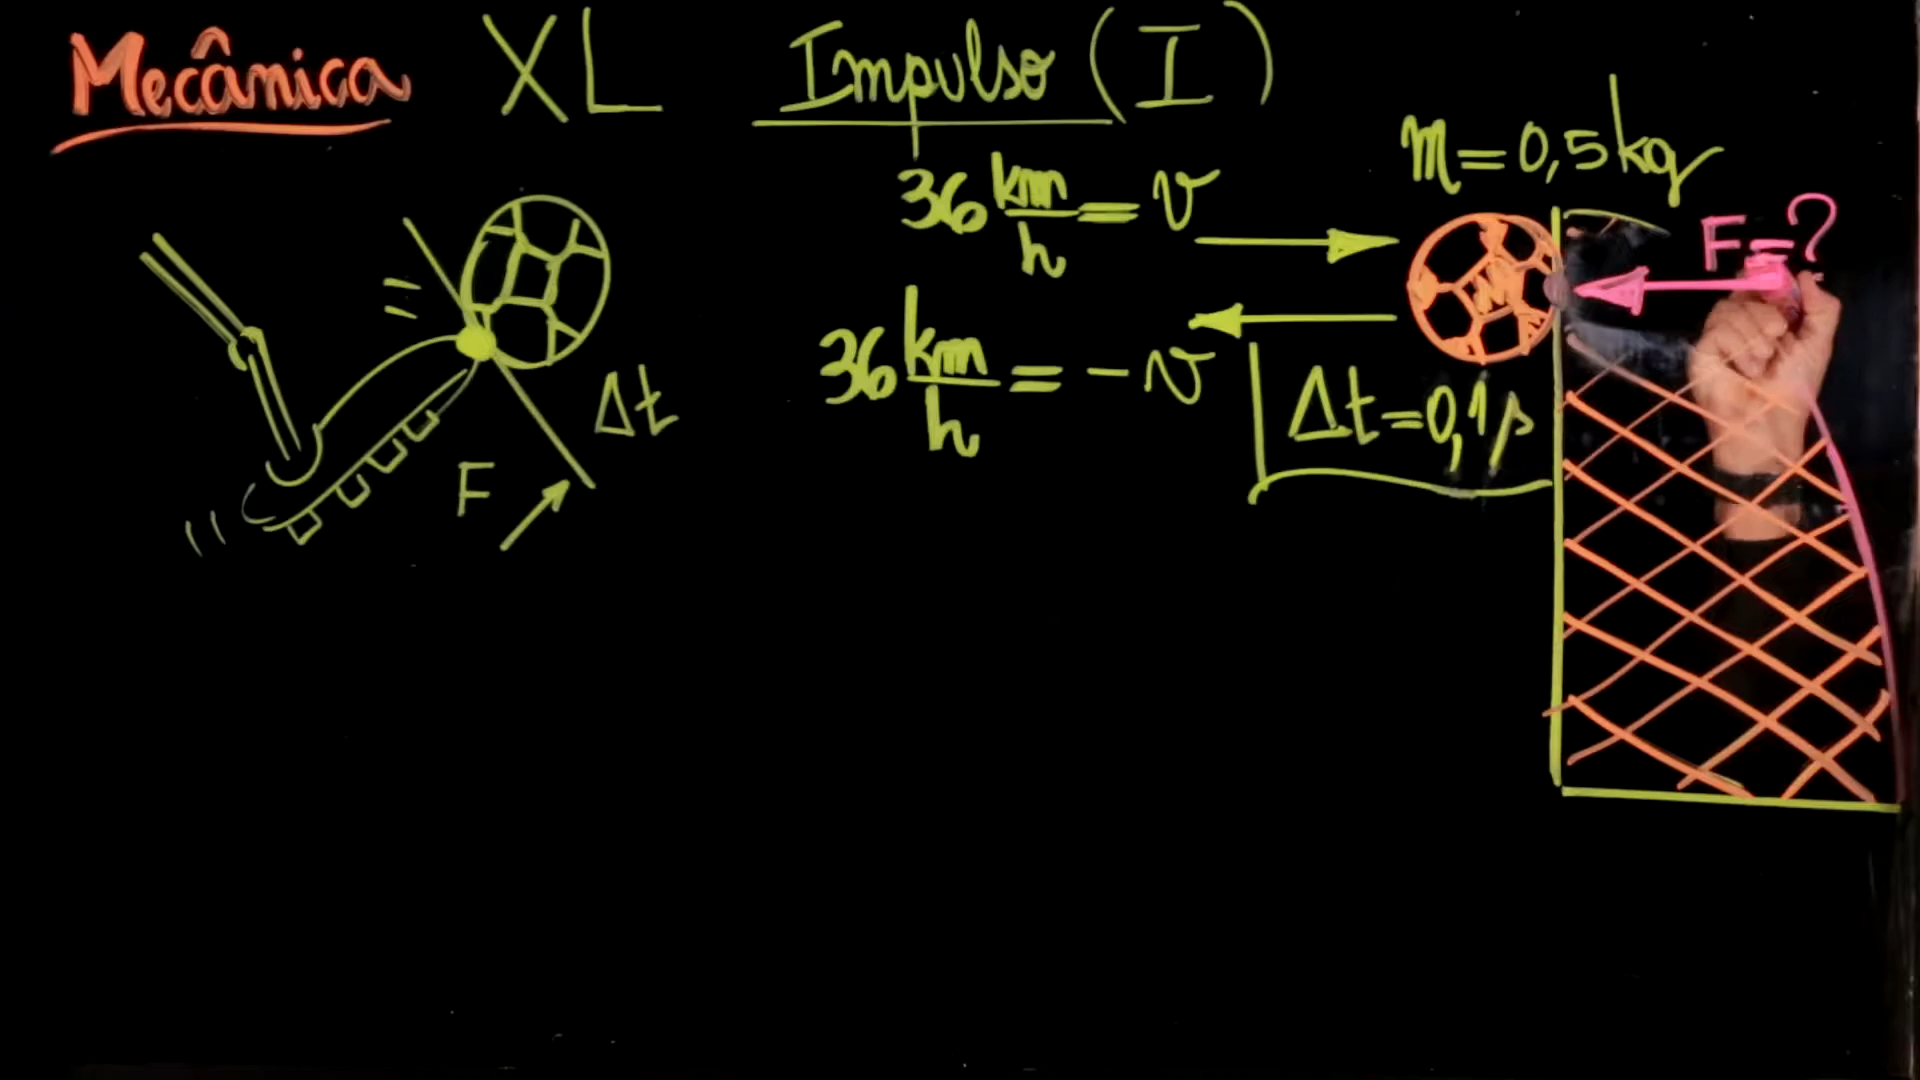 Mecânica XL Impulso (I)
m = 0,5 kg
36 km/h = v
F = ?
M
36 km/h = -v
Δt = 0,1 s
Δt
F